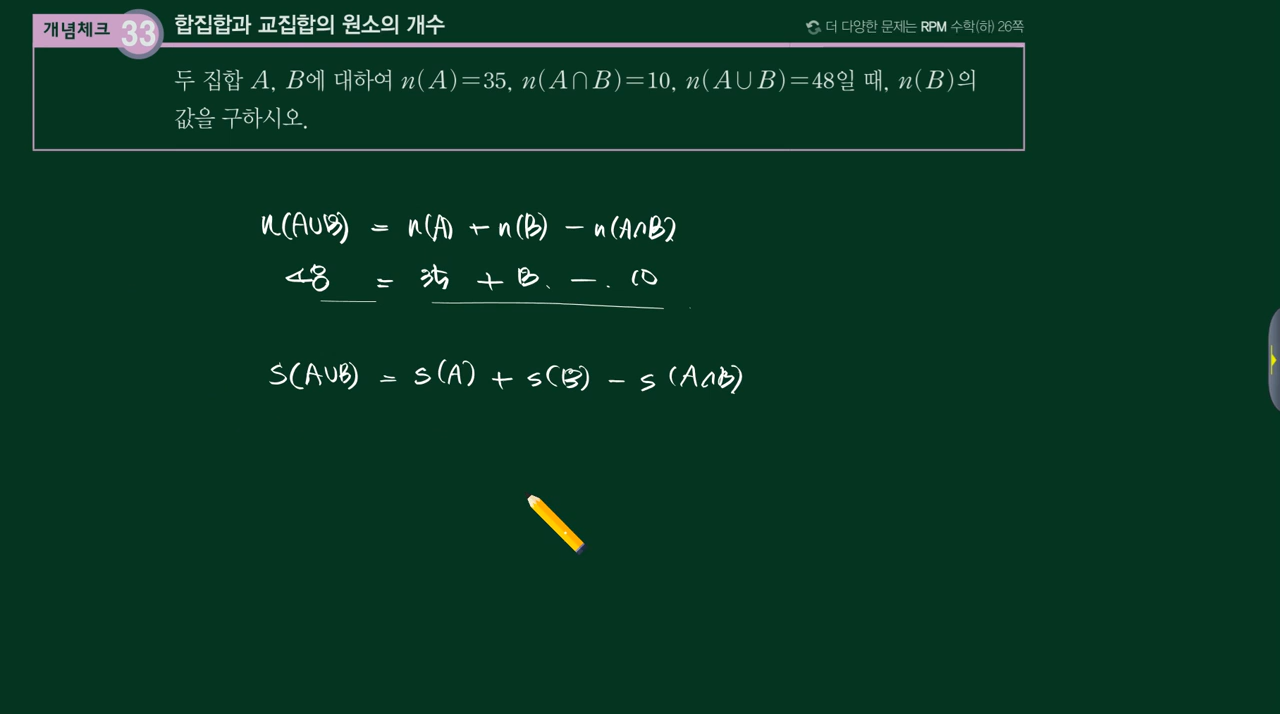 개념체크 33 합집합과 교집합의 원소의 개수 더 다양한 문제는 RPM 수학(하) 26쪽
두 집합 A, B에 대하여 n(A)=35, n(A∩B)=10, n(A∪B)=48일 때, n(B)의
값을 구하시오.
n(A∪B) = n(A) + n(B) - n(A∩B)
48 = 35 + B. - . 10
S(A∪B) = S(A) + S(B) - S(A∩B)